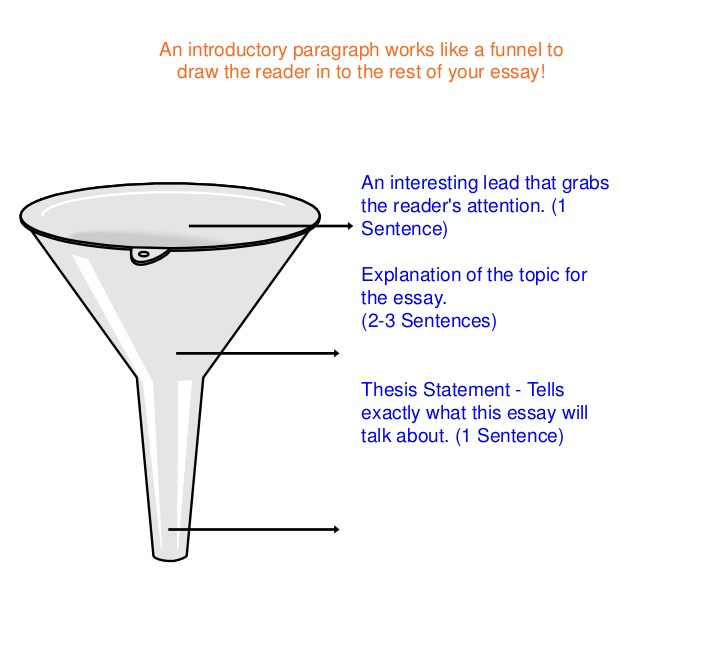 An introductory paragraph works like a funnel to
draw the reader in to the rest of your essay!
An interesting lead that grabs
the reader's attention. (1
Sentence)
Explanation of the topic for
the essay.
(2-3 Sentences)
Thesis Statement - Tells
exactly what this essay will
talk about. (1 Sentence)